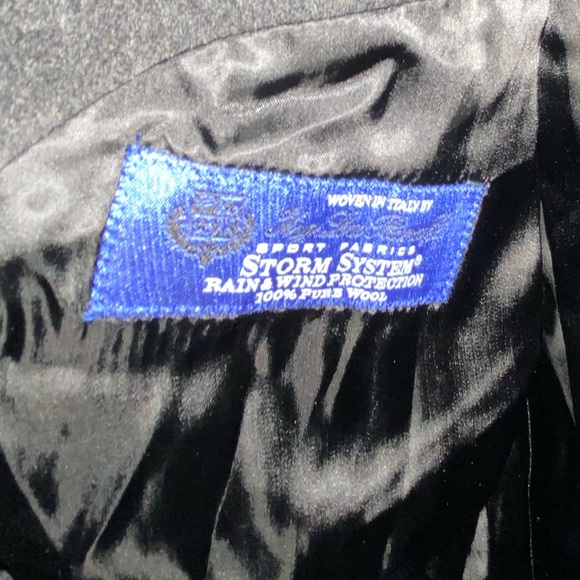 WOVEN IN ITALY BY
SPORT FABRICS
STORM SYSTEM®
RAIN & WIND PROTECTION
100% PURE WOOL